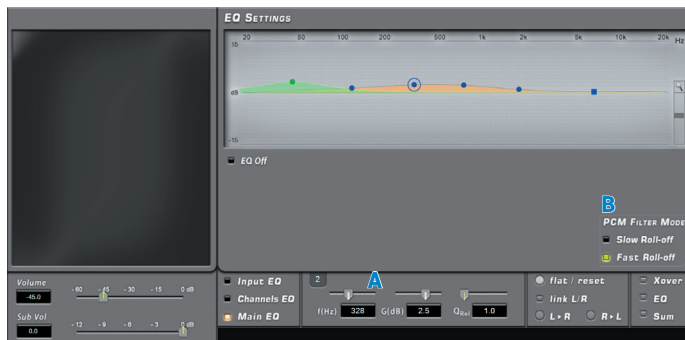 EQ SETTINGS
20 50 100 200 500 1k 2k 5k 10k 20k Hz
15
dB
-15
EQ Off
B
PCM FILTER MODE
Slow Roll-off
Fast Roll-off
A
Volume
-45.0
-60 -45 -30 -15 0 dB
Sub Vol
0.0
-12 -9 -6 -3 0 dB
Input EQ
Channels EQ
Main EQ
2
f(Hz) 328 G(dB) 2.5 QRel 1.0
flat / reset
link L/R
L▸R R▸L
Xover
EQ
Sum